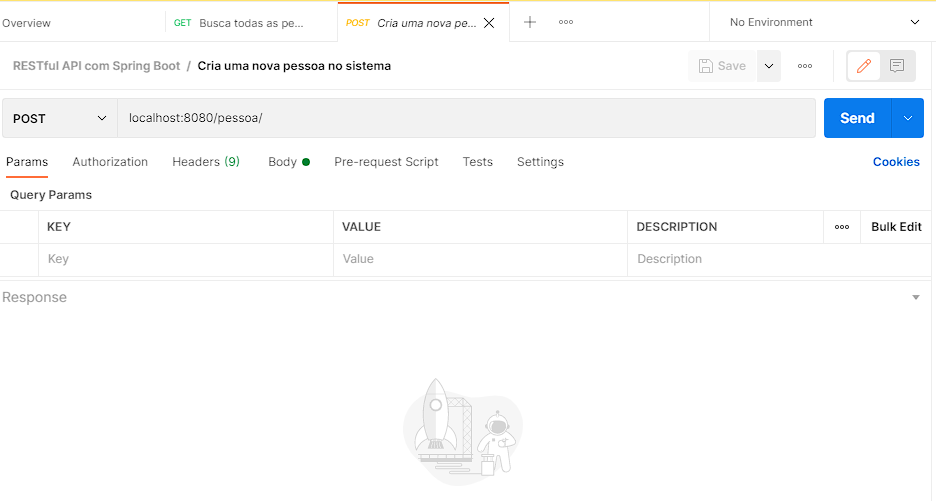 Overview GET Busca todas as pe... POST Cria uma nova pe... No Environment
RESTful API com Spring Boot / Cria uma nova pessoa no sistema Save
POST localhost:8080/pessoa/ Send
Params Authorization Headers (9) Body Pre-request Script Tests Settings Cookies
Query Params
KEY VALUE DESCRIPTION Bulk Edit
Key Value Description
Response